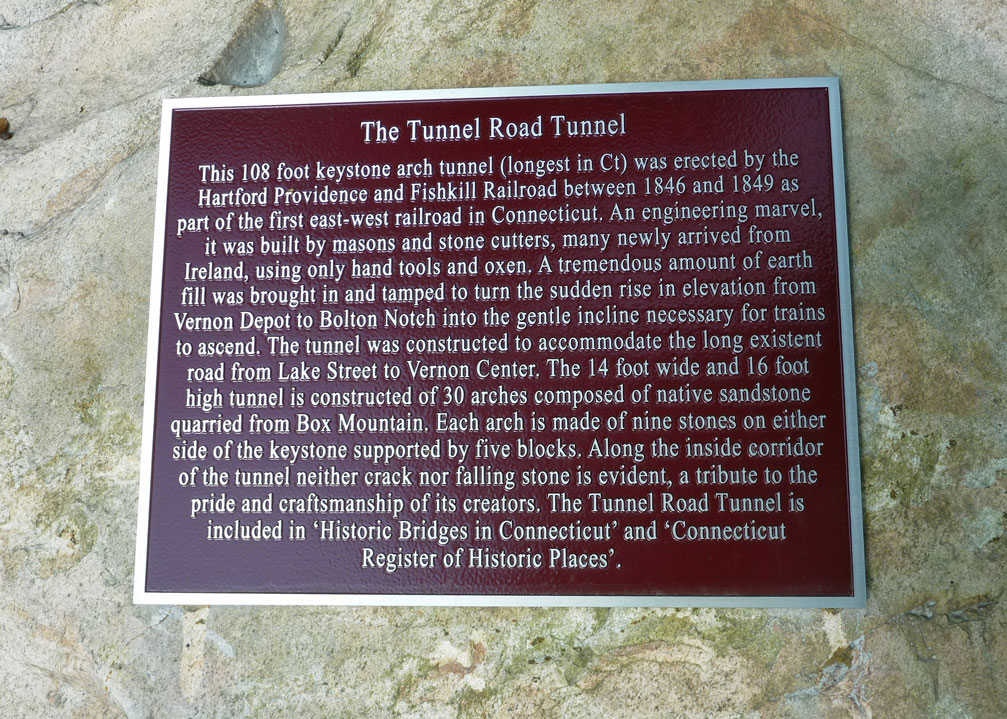 The Tunnel Road Tunnel
This 108 foot keystone arch tunnel (longest in Ct) was erected by the
Hartford Providence and Fishkill Railroad between 1846 and 1849 as
part of the first east-west railroad in Connecticut. An engineering marvel,
it was built by masons and stone cutters, many newly arrived from
Ireland, using only hand tools and oxen. A tremendous amount of earth
fill was brought in and tamped to turn the sudden rise in elevation from
Vernon Depot to Bolton Notch into the gentle incline necessary for trains
to ascend. The tunnel was constructed to accommodate the long existent
road from Lake Street to Vernon Center. The 14 foot wide and 16 foot
high tunnel is constructed of 30 arches composed of native sandstone
quarried from Box Mountain. Each arch is made of nine stones on either
side of the keystone supported by five blocks. Along the inside corridor
of the tunnel neither crack nor falling stone is evident, a tribute to the
pride and craftsmanship of its creators. The Tunnel Road Tunnel is
included in ‘Historic Bridges in Connecticut’ and ‘Connecticut
Register of Historic Places’.